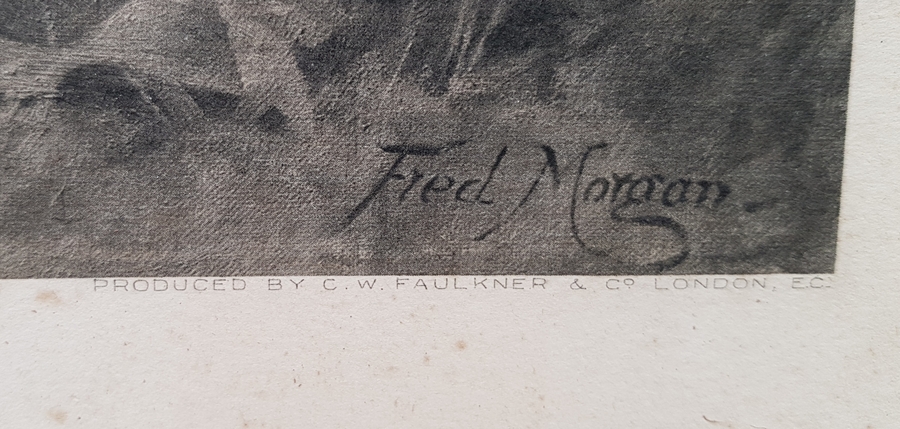 Fred Morgan
PRODUCED BY C. W. FAULKNER & Co LONDON, E.C.